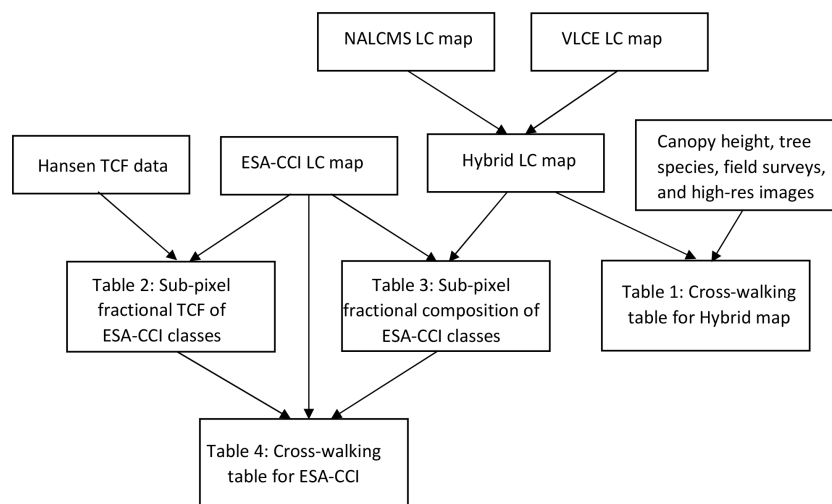 NALCMS LC map
VLCE LC map
Hansen TCF data
ESA-CCI LC map
Hybrid LC map
Canopy height, tree
species, field surveys,
and high-res images
Table 2: Sub-pixel
fractional TCF of
ESA-CCI classes
Table 3: Sub-pixel
fractional composition of
ESA-CCI classes
Table 1: Cross-walking
table for Hybrid map
Table 4: Cross-walking
table for ESA-CCI